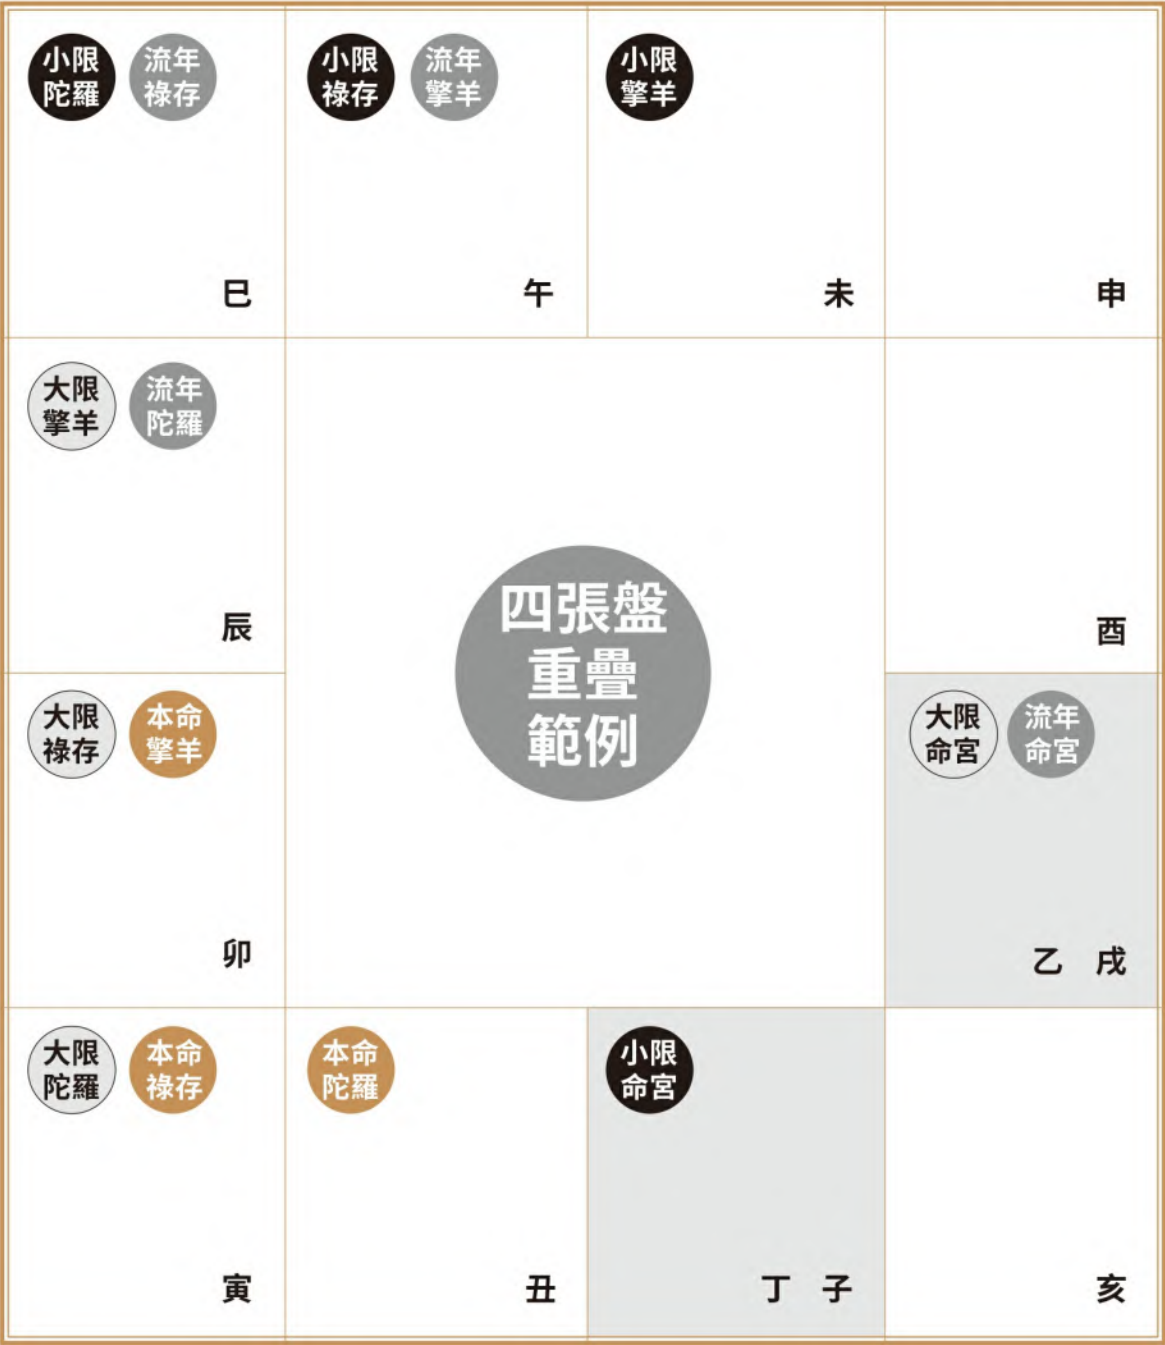 小限
陀羅
流年
祿存
巳
小限
祿存
流年
擎羊
午
小限
擎羊
未
申
大限
擎羊
流年
陀羅
辰
四張盤
重疊
範例
酉
大限
祿存
本命
擎羊
卯
大限
命宮
流年
命宮
乙 戌
大限
陀羅
本命
祿存
寅
本命
陀羅
丑
小限
命宮
丁 子
亥